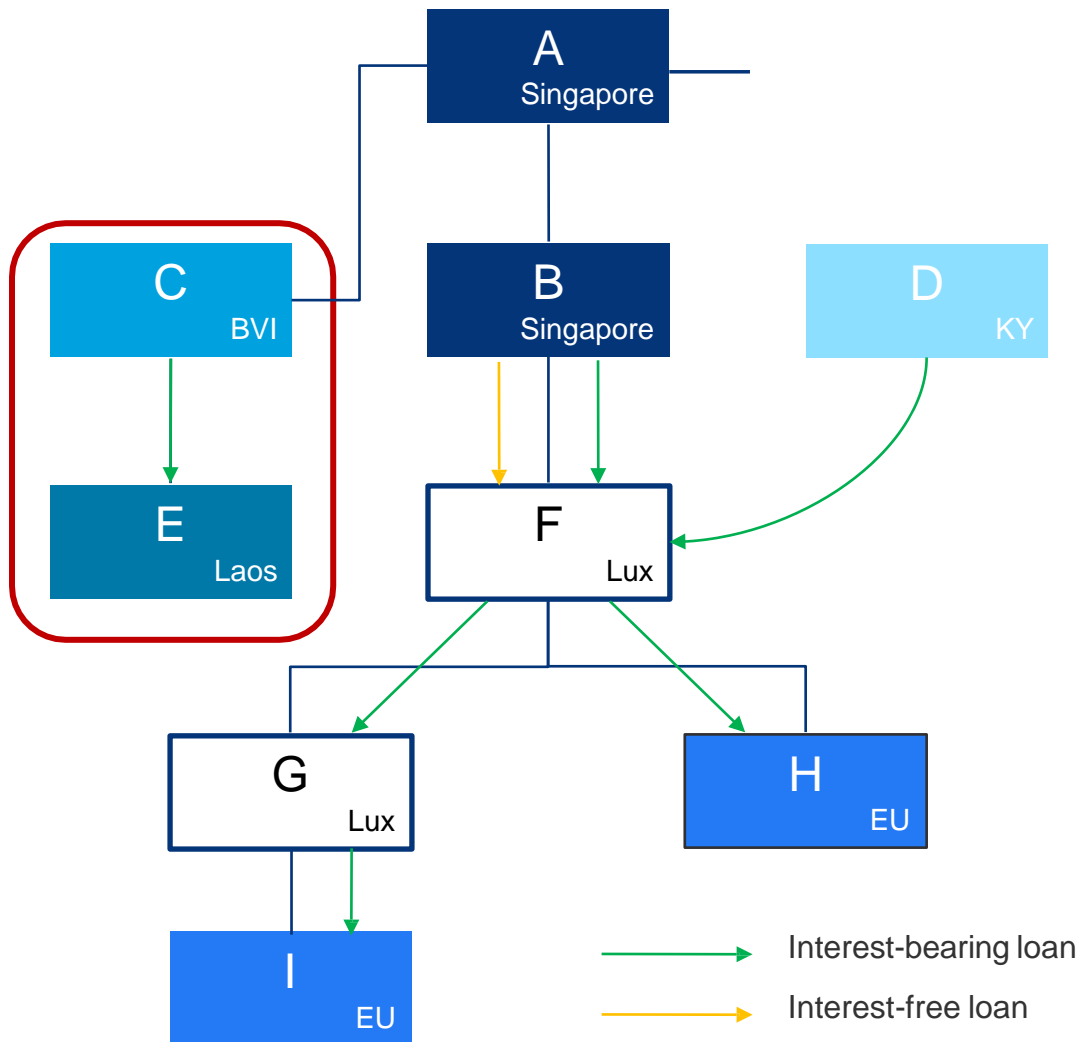 A
Singapore
C
BVI
B
Singapore
D
KY
E
Laos
F
Lux
G
Lux
H
EU
I
EU
Interest-bearing loan
Interest-free loan